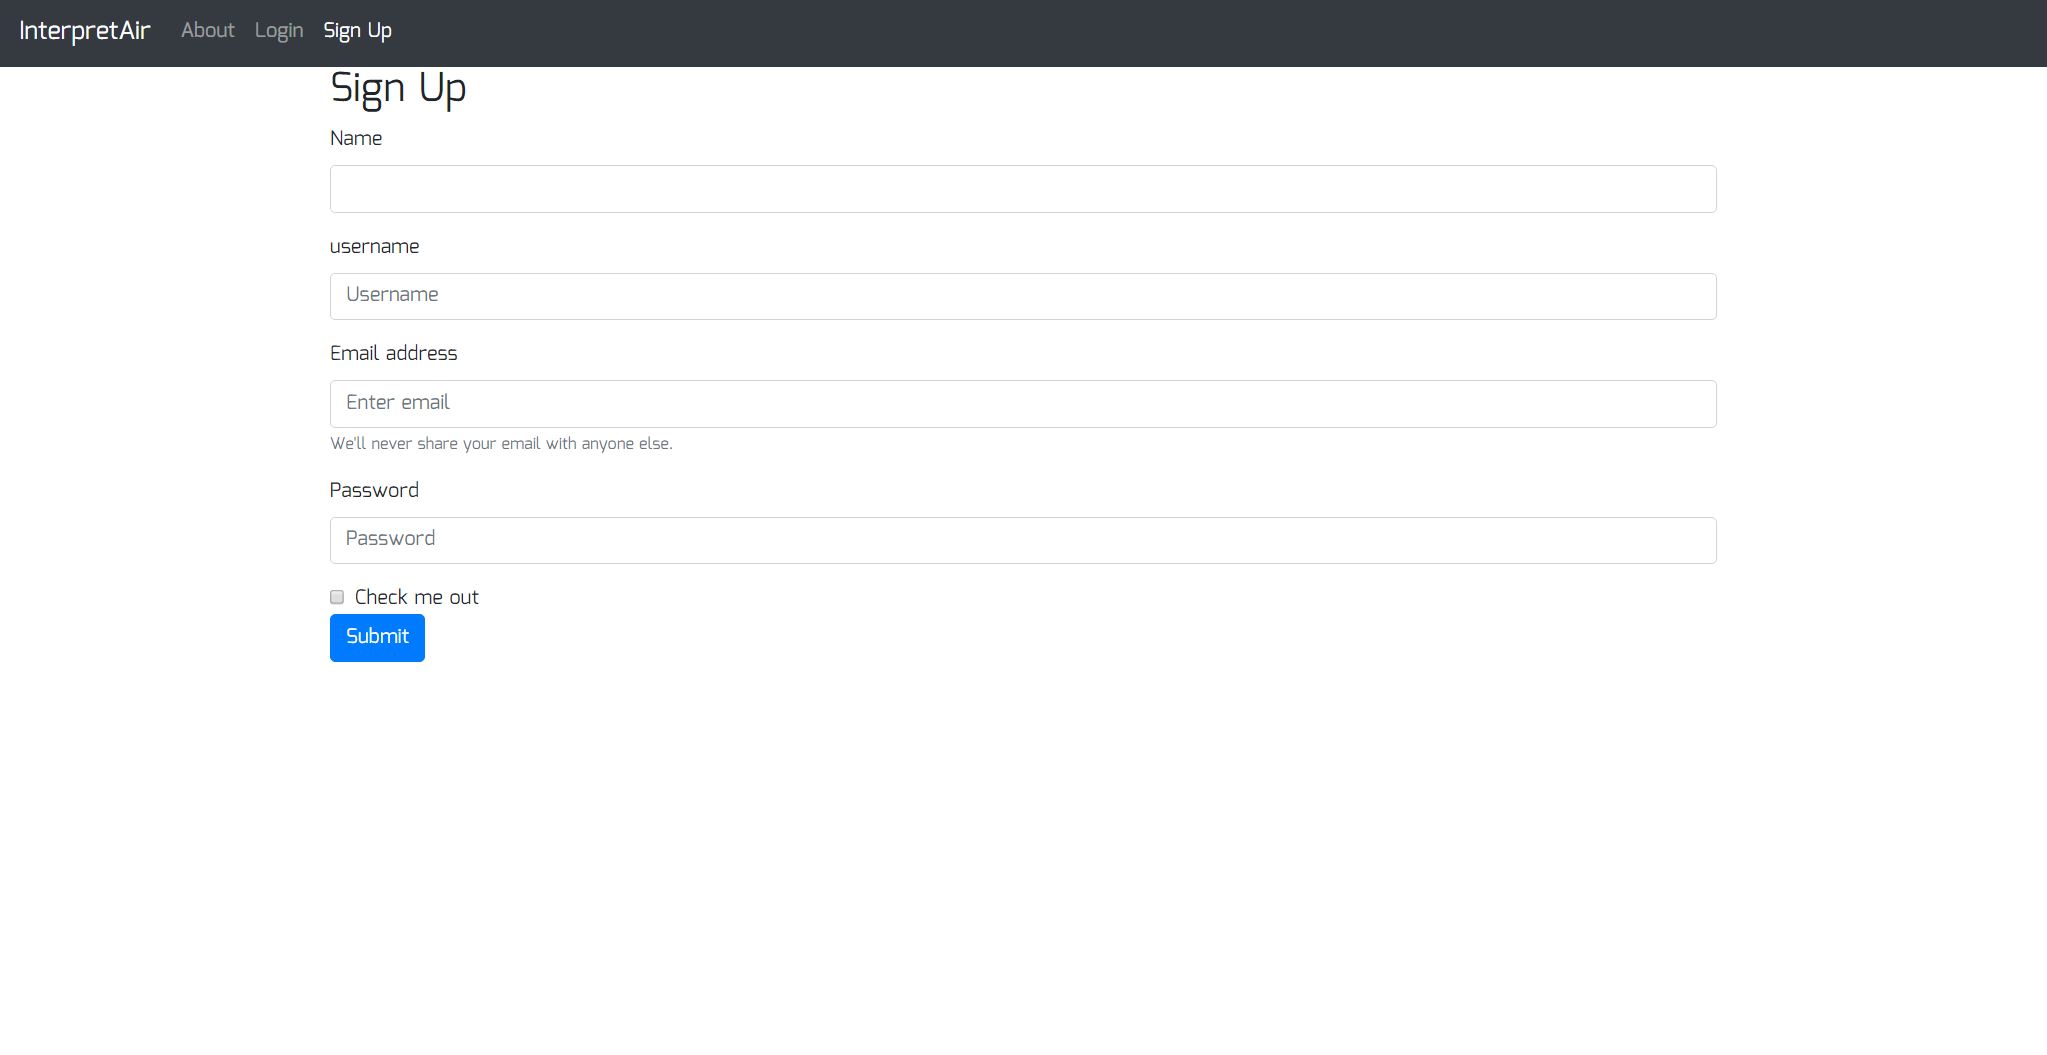 InterpretAir About Login Sign Up
Sign Up
Name
username
Username
Email address
Enter email
We'll never share your email with anyone else.
Password
Password
Check me out
Submit